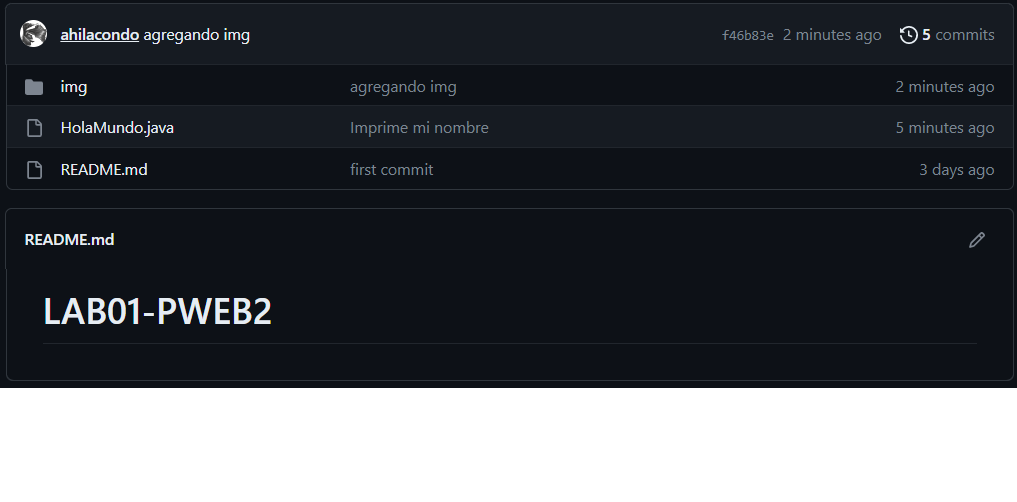 ahilacondo agregando img f46b83e 2 minutes ago 5 commits
img agregando img 2 minutes ago
HolaMundo.java Imprime mi nombre 5 minutes ago
README.md first commit 3 days ago
README.md
LAB01-PWEB2